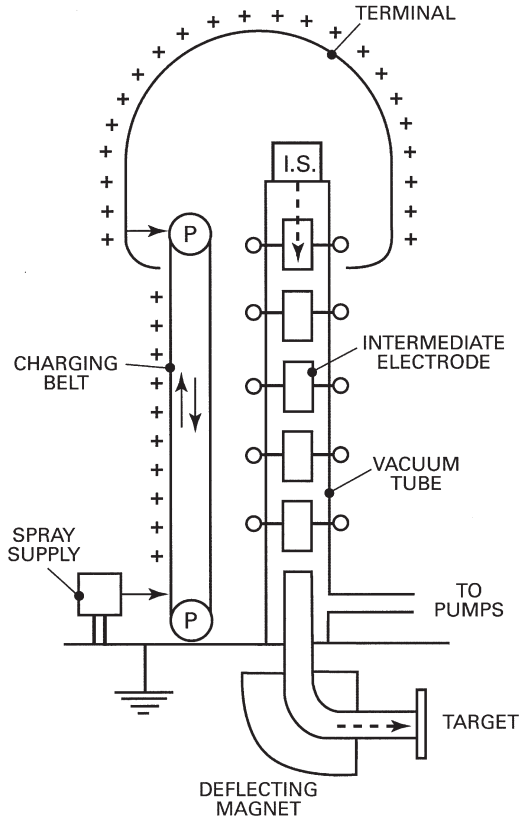 TERMINAL
I.S.
P
INTERMEDIATE
ELECTRODE
CHARGING
BELT
VACUUM
TUBE
SPRAY
SUPPLY
TO
PUMPS
P
TARGET
DEFLECTING
MAGNET